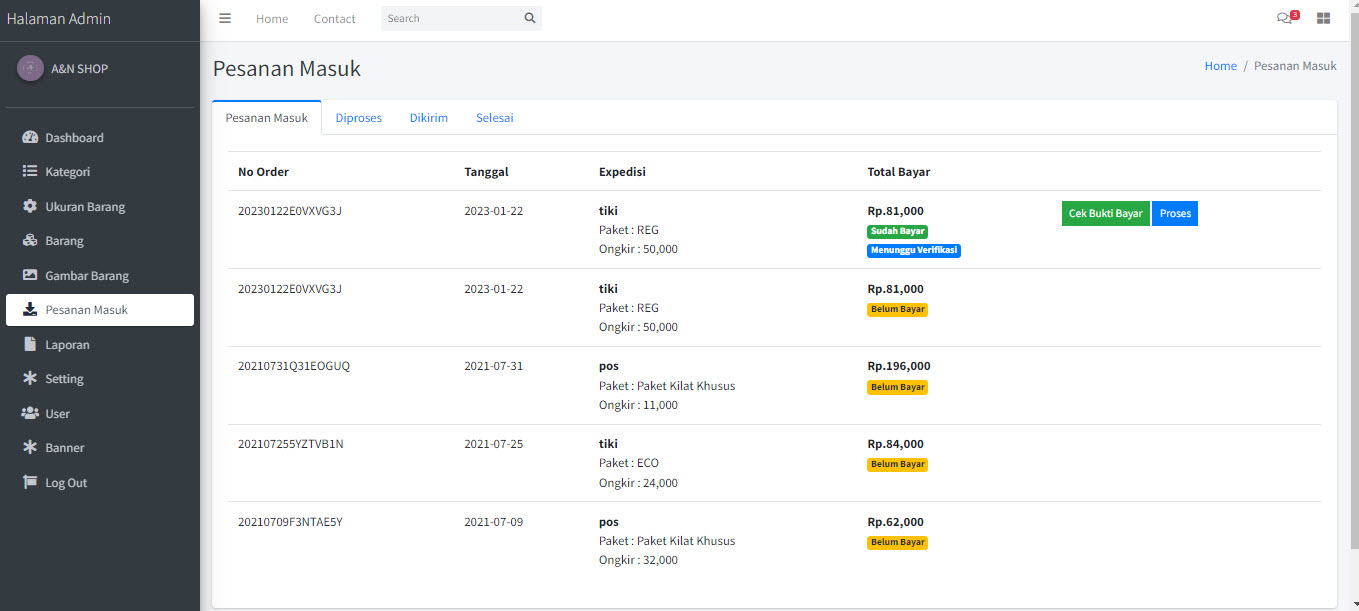 Halaman Admin
Home Contact Search 3
A&N SHOP
Pesanan Masuk
Home / Pesanan Masuk
Dashboard
Kategori
Ukuran Barang
Barang
Gambar Barang
Pesanan Masuk
Laporan
Setting
User
Banner
Log Out
Pesanan Masuk Diproses Dikirim Selesai
No Order Tanggal Expedisi Total Bayar
20230122E0VXVG3J 2023-01-22 tiki Rp.81,000 Cek Bukti Bayar Proses
Paket : REG Sudah Bayar
Ongkir : 50,000 Menunggu Verifikasi
20230122E0VXVG3J 2023-01-22 tiki Rp.81,000
Paket : REG Belum Bayar
Ongkir : 50,000
20210731Q31EOGUQ 2021-07-31 pos Rp.196,000
Paket : Paket Kilat Khusus Belum Bayar
Ongkir : 11,000
202107255YZTVB1N 2021-07-25 tiki Rp.84,000
Paket : ECO Belum Bayar
Ongkir : 24,000
20210709F3NTAE5Y 2021-07-09 pos Rp.62,000
Paket : Paket Kilat Khusus Belum Bayar
Ongkir : 32,000